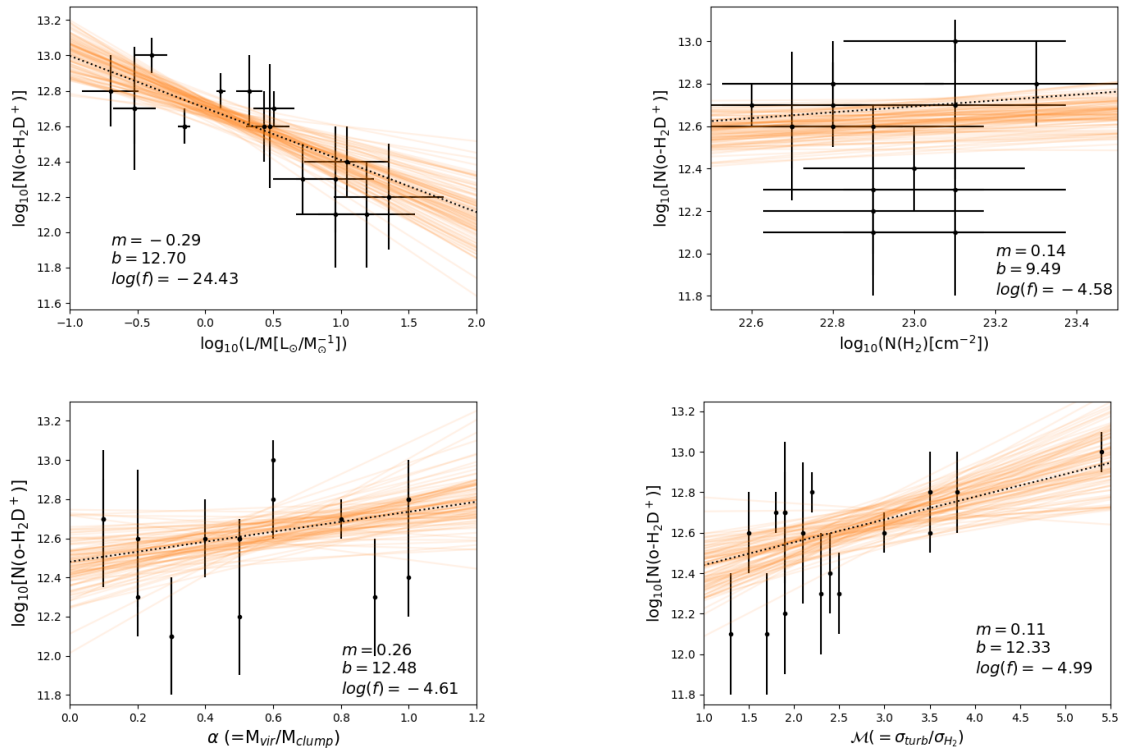 13.2
13.0
12.8
12.6
12.4
12.2
12.0
11.8
11.6
log₁₀[N(o-H₂D⁺)]
m = − 0.29
b = 12.70
log(f) = − 24.43
−1.0 −0.5 0.0 0.5 1.0 1.5 2.0
log₁₀(L/M[L⊙/M⊙⁻¹])
13.0
12.8
12.6
12.4
12.2
12.0
11.8
log₁₀[N(o-H₂D⁺)]
m = 0.14
b = 9.49
log(f) = − 4.58
22.6 22.8 23.0 23.2 23.4
log₁₀(N(H₂)[cm⁻²])
13.2
13.0
12.8
12.6
12.4
12.2
12.0
11.8
log₁₀[N(o-H₂D⁺)]
m = 0.26
b = 12.48
log(f) = − 4.61
0.0 0.2 0.4 0.6 0.8 1.0 1.2
α (=M_vir/M_clump)
13.2
13.0
12.8
12.6
12.4
12.2
12.0
11.8
log₁₀[N(o-H₂D⁺)]
m = 0.11
b = 12.33
log(f) = − 4.99
1.0 1.5 2.0 2.5 3.0 3.5 4.0 4.5 5.0 5.5
ℳ( = σ_turb/σ_H₂)